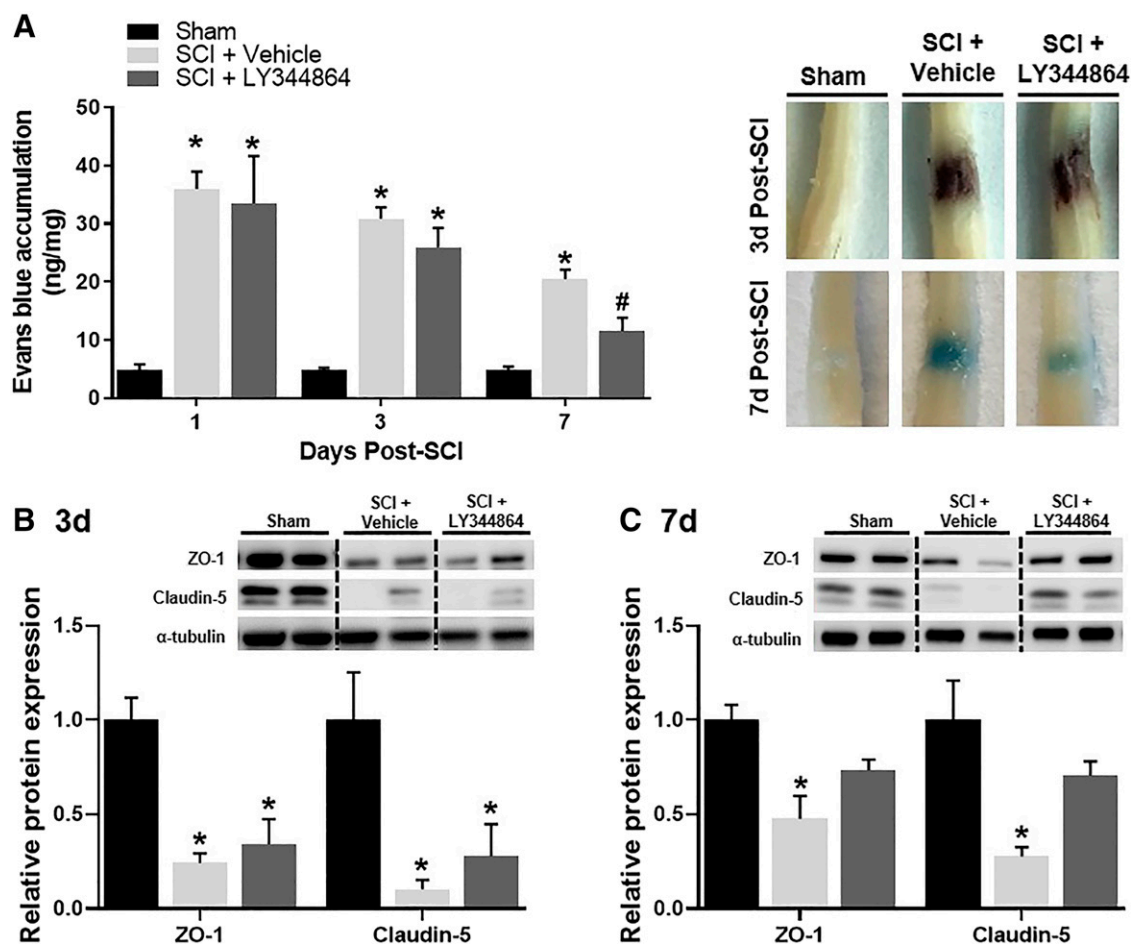 A
Sham
SCI + Vehicle
SCI + LY344864
Evans blue accumulation
(ng/mg)
50
40
30
20
10
0
* * * * * #
1 3 7
Days Post-SCI
Sham
SCI +
Vehicle
SCI +
LY344864
3d Post-SCI
7d Post-SCI
B 3d
Sham
SCI +
Vehicle
SCI +
LY344864
ZO-1
Claudin-5
α-tubulin
Relative protein expression
1.5
1.0
0.5
0.0
* * * *
ZO-1 Claudin-5
C 7d
Sham
SCI +
Vehicle
SCI +
LY344864
ZO-1
Claudin-5
α-tubulin
Relative protein expression
1.5
1.0
0.5
0.0
* *
ZO-1 Claudin-5